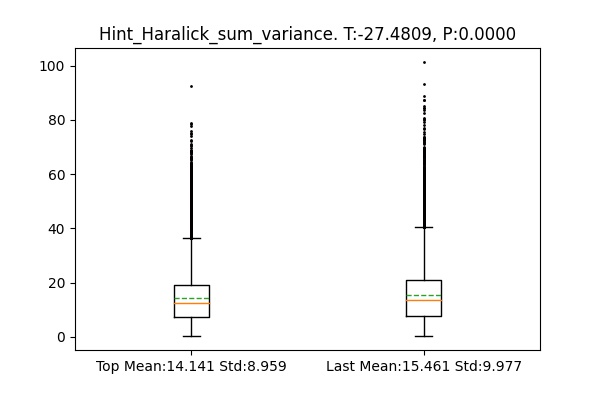 Hint_Haralick_sum_variance. T:-27.4809, P:0.0000
100
80
60
40
20
0
Top Mean:14.141 Std:8.959
Last Mean:15.461 Std:9.977